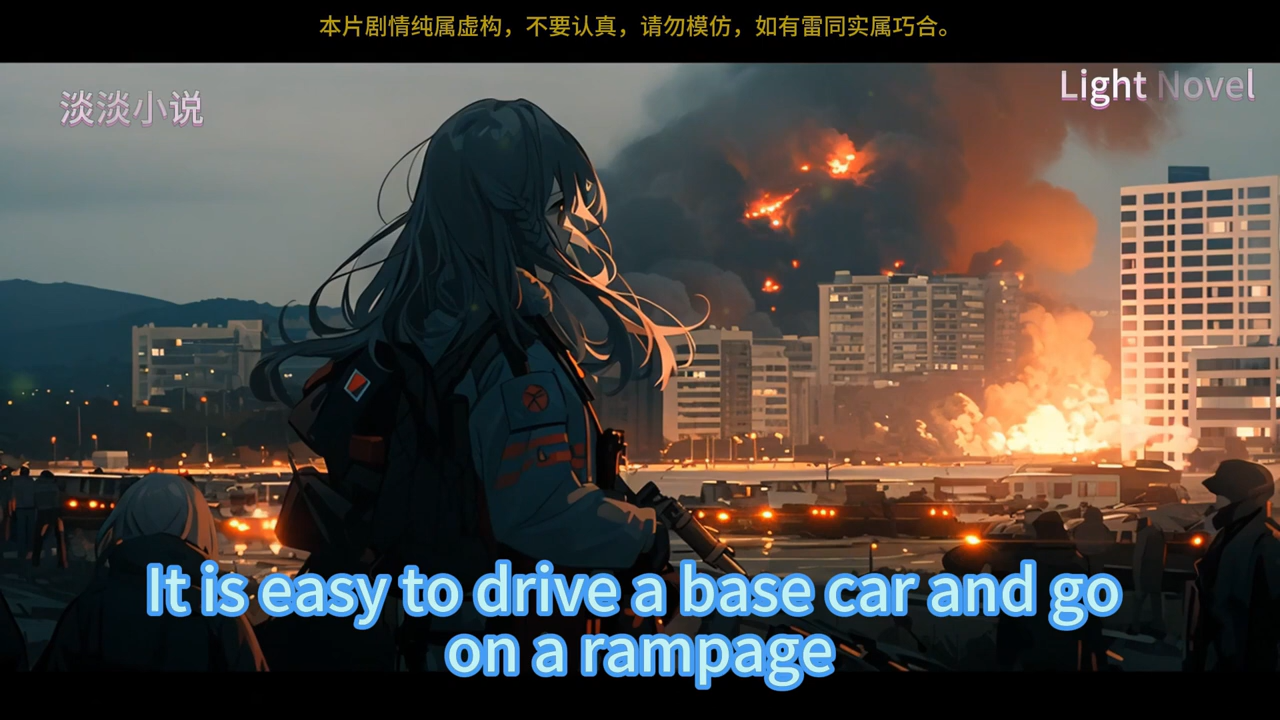 本片剧情纯属虚构，不要认真，请勿模仿，如有雷同实属巧合。
淡淡小说
Light Novel
It is easy to drive a base car and go
on a rampage